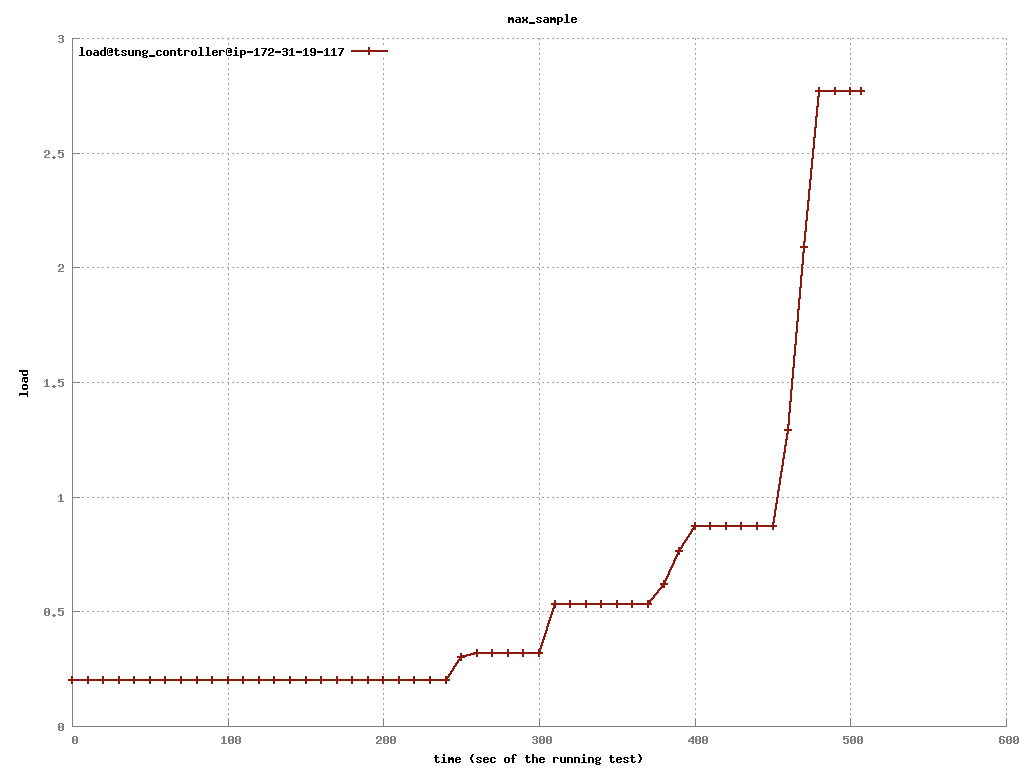 max_sample
load@tsung_controller@ip-172-31-19-117
3
2.5
2
1.5
1
0.5
0
load
0 100 200 300 400 500 600
time (sec of the running test)